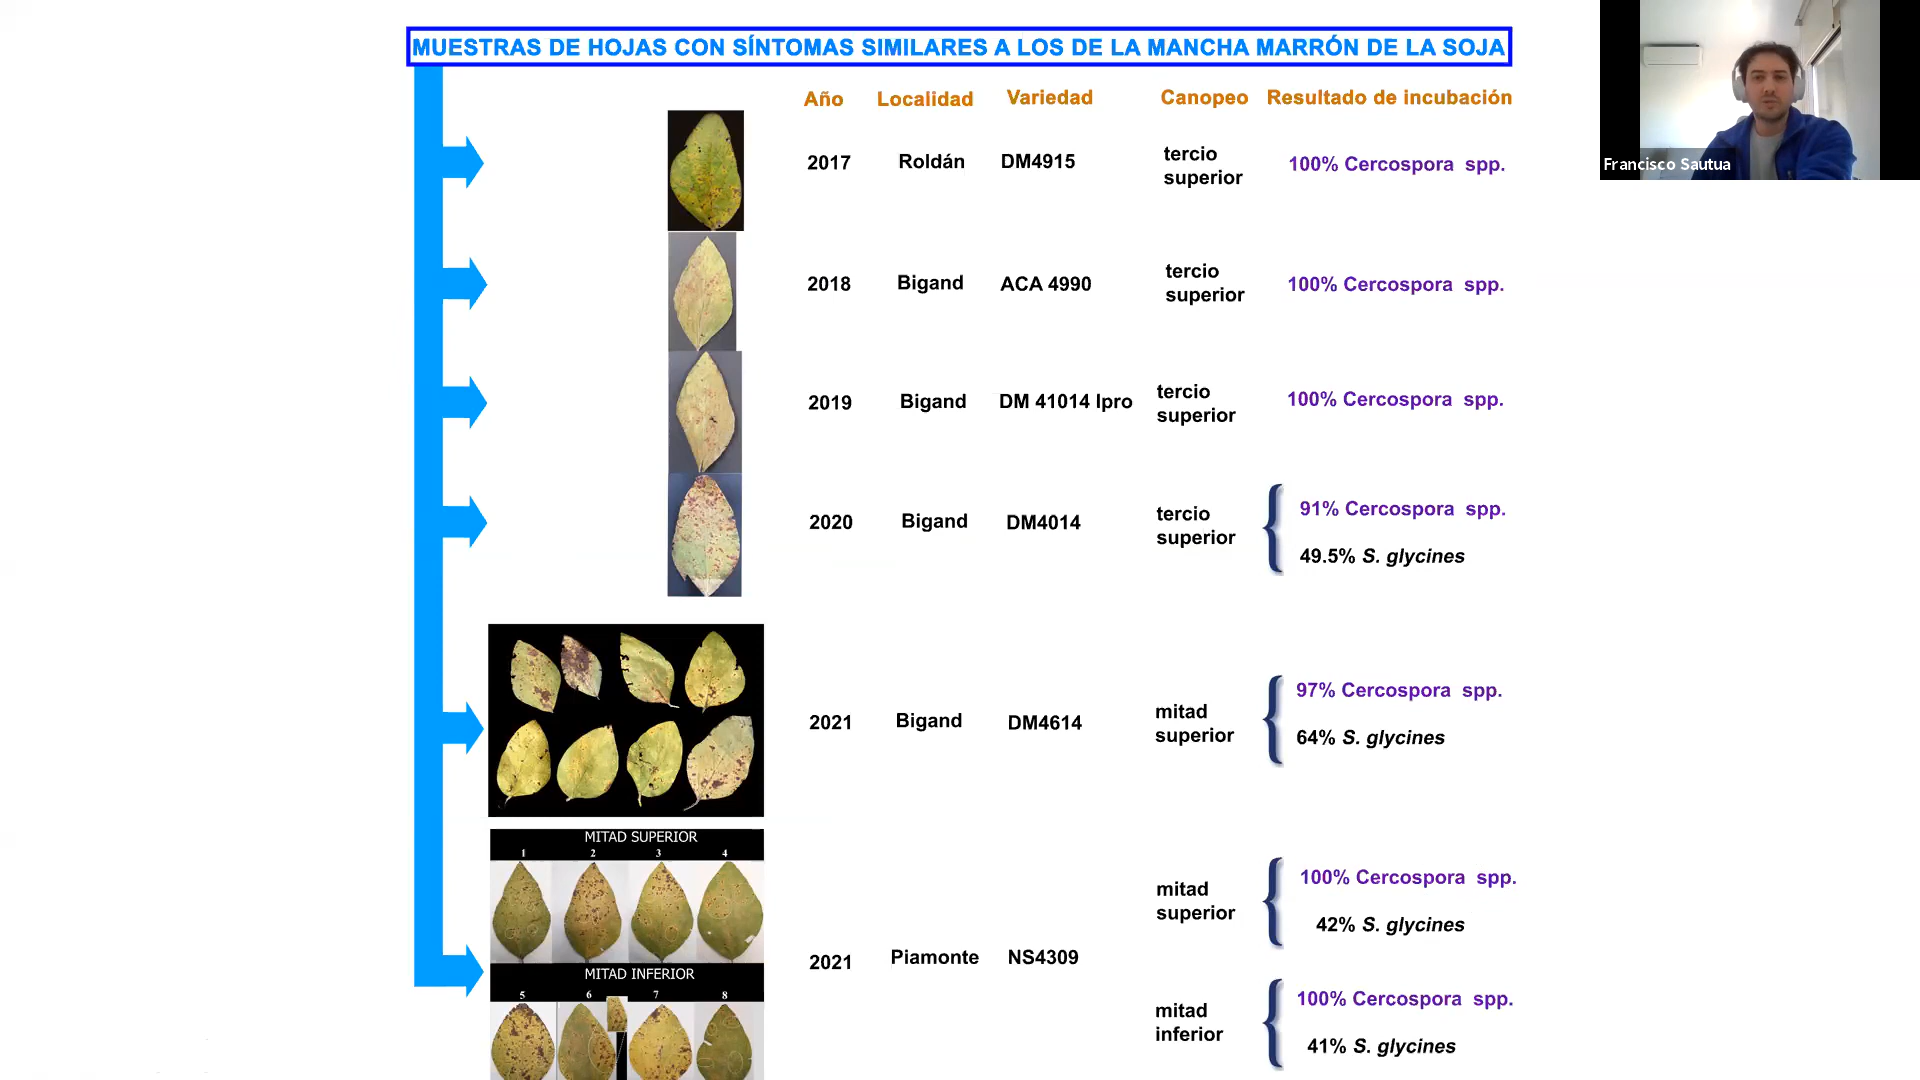 MUESTRAS DE HOJAS CON SÍNTOMAS SIMILARES A LOS DE LA MANCHA MARRÓN DE LA SOJA
Año Localidad Variedad Canopeo Resultado de incubación
2017 Roldán DM4915 tercio superior 100% Cercospora spp.
2018 Bigand ACA 4990 tercio superior 100% Cercospora spp.
2019 Bigand DM 41014 Ipro tercio superior 100% Cercospora spp.
2020 Bigand DM4014 tercio superior 91% Cercospora spp.
49.5% S. glycines
2021 Bigand DM4614 mitad superior 97% Cercospora spp.
64% S. glycines
MITAD SUPERIOR
1 2 3 4
MITAD INFERIOR
5 6 7 8
2021 Piamonte NS4309
mitad superior 100% Cercospora spp.
42% S. glycines
mitad inferior 100% Cercospora spp.
41% S. glycines
Francisco Sautua